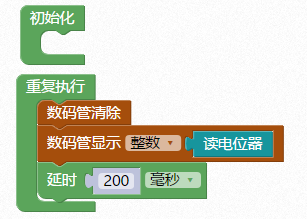 初始化
重复执行
数码管清除
数码管显示 整数 读电位器
延时 200 毫秒